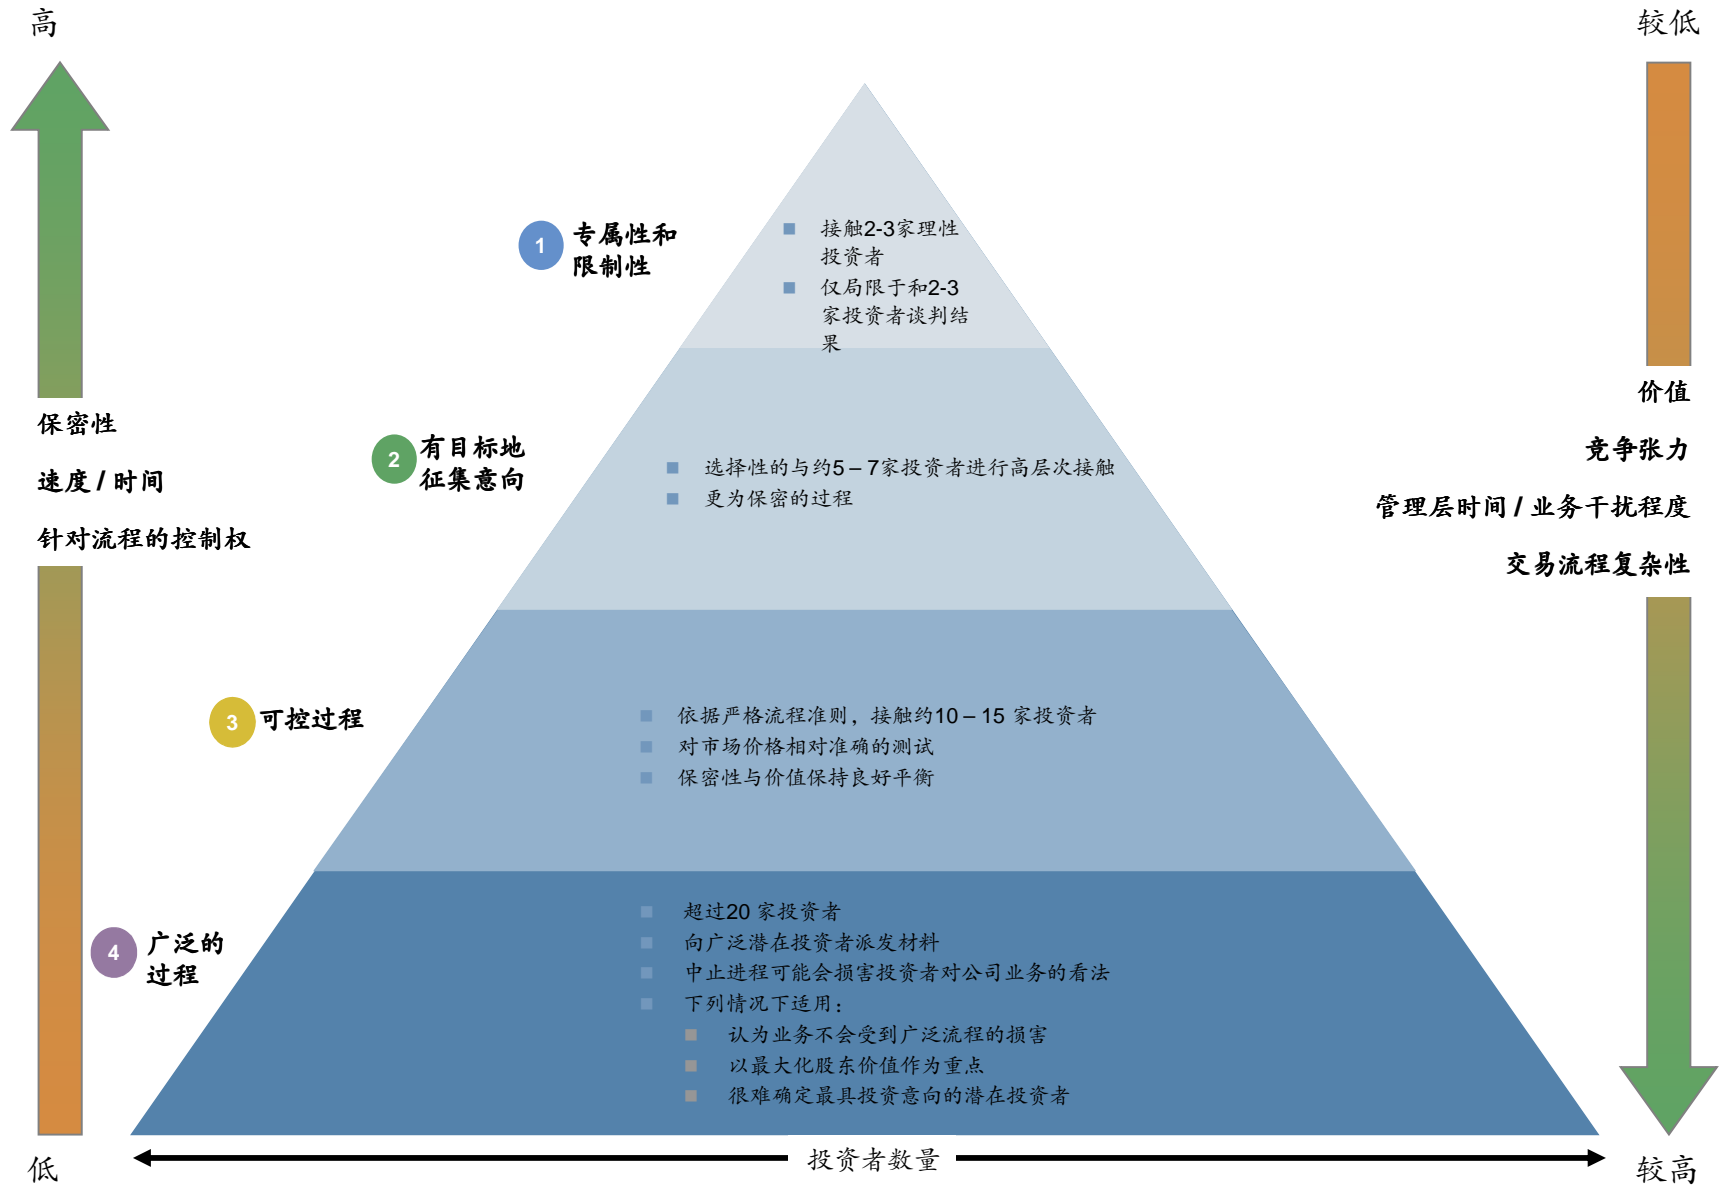 高
较低
1
专属性和
限制性
接触2-3家理性
投资者
仅局限于和2-3
家投资者谈判结
果
保密性
速度 / 时间
针对流程的控制权
价值
竞争张力
管理层时间 / 业务干扰程度
交易流程复杂性
2
有目标地
征集意向
选择性的与约5 – 7家投资者进行高层次接触
更为保密的过程
3
可控过程
依据严格流程准则，接触约10 – 15 家投资者
对市场价格相对准确的测试
保密性与价值保持良好平衡
4
广泛的
过程
超过20 家投资者
向广泛潜在投资者派发材料
中止进程可能会损害投资者对公司业务的看法
下列情况下适用：
认为业务不会受到广泛流程的损害
以最大化股东价值作为重点
很难确定最具投资意向的潜在投资者
低
投资者数量
较高